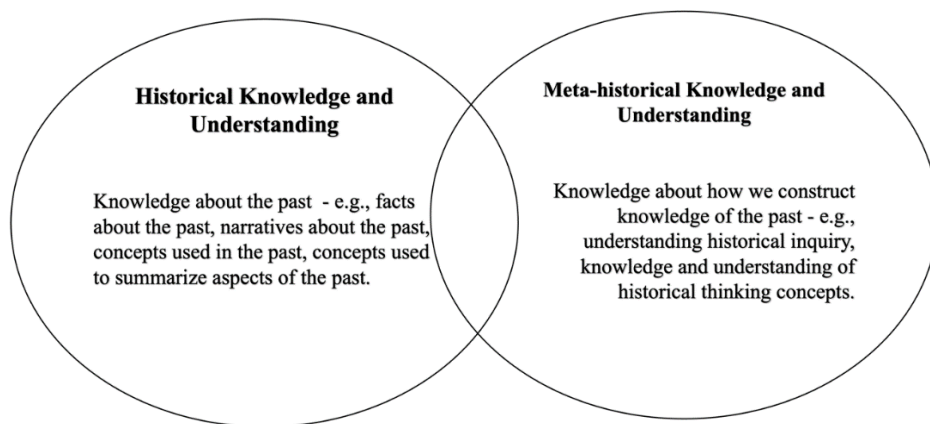 Historical Knowledge and
Understanding
Knowledge about the past - e.g., facts
about the past, narratives about the past,
concepts used in the past, concepts used
to summarize aspects of the past.
Meta-historical Knowledge and
Understanding
Knowledge about how we construct
knowledge of the past - e.g.,
understanding historical inquiry,
knowledge and understanding of
historical thinking concepts.